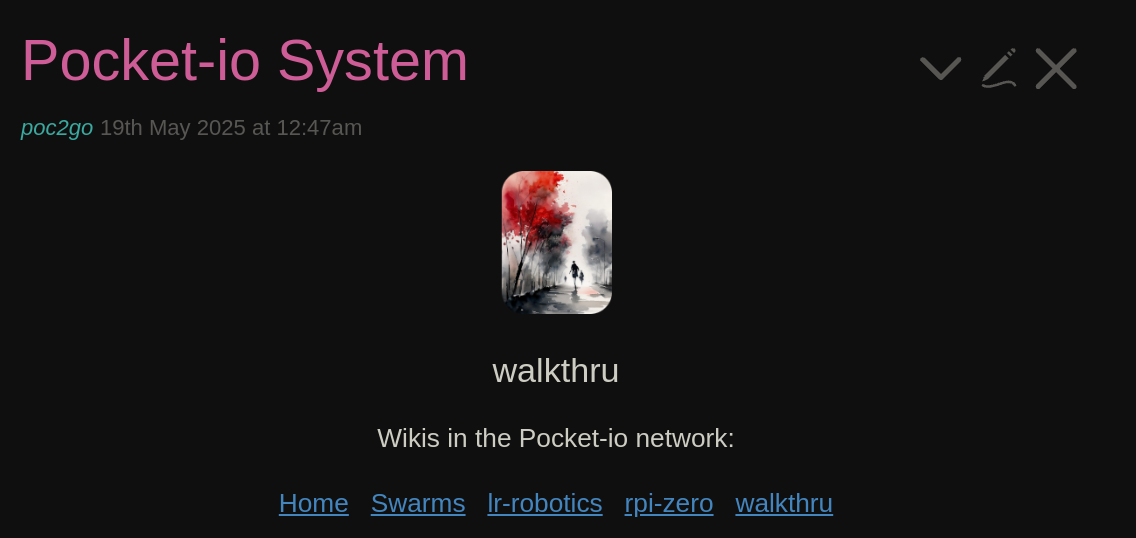 Pocket-io System
poc2go 19th May 2025 at 12:47am
walkthru
Wikis in the Pocket-io network:
Home Swarms lr-robotics rpi-zero walkthru